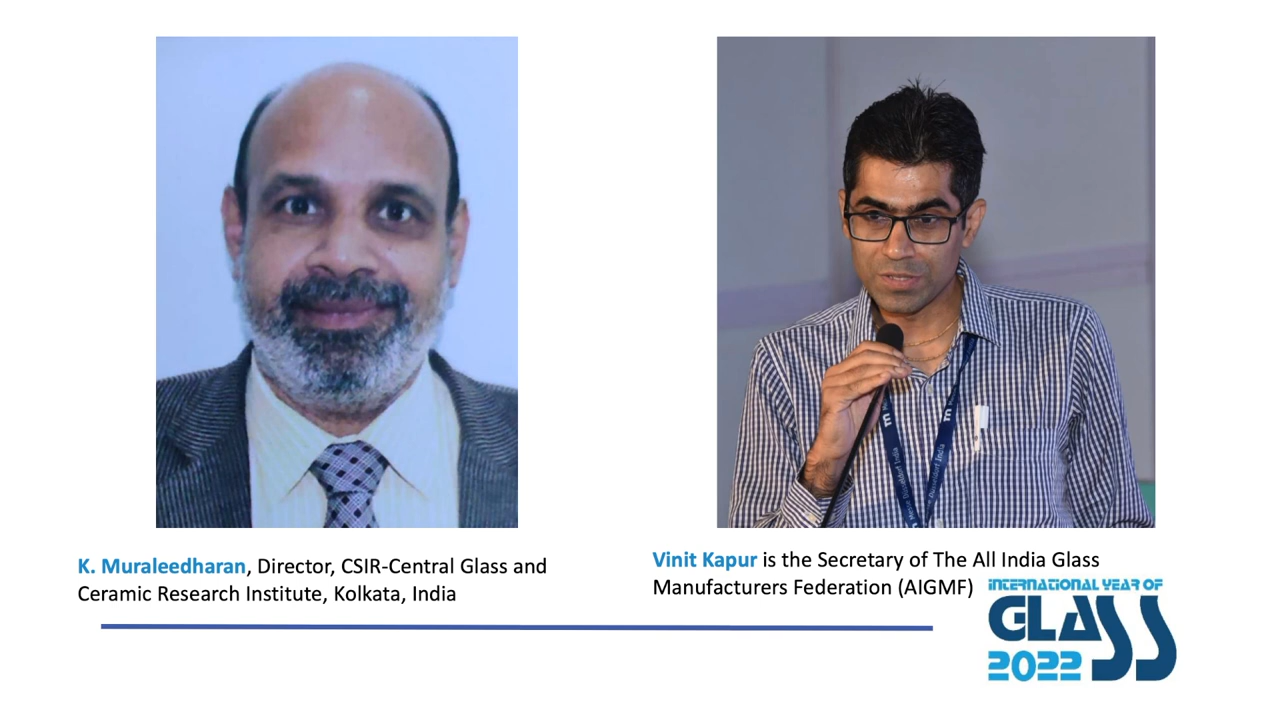 K. Muraleedharan, Director, CSIR-Central Glass and
Ceramic Research Institute, Kolkata, India
Vinit Kapur is the Secretary of The All India Glass
Manufacturers Federation (AIGMF)
INTERNATIONAL YEAR OF
GLASS
2022